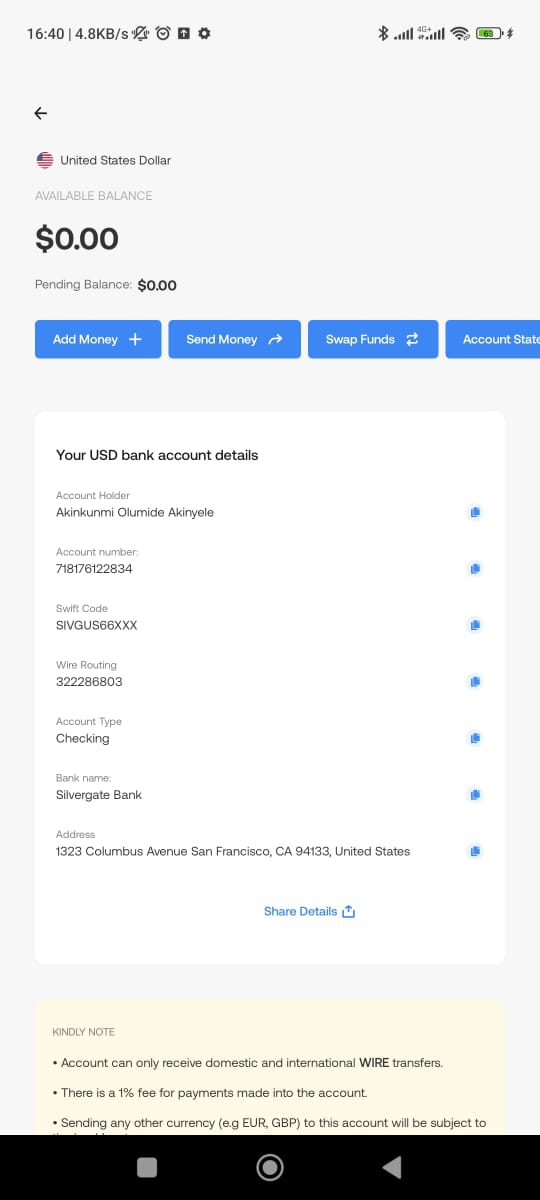 16:40 | 4.8KB/s
4G+
63
United States Dollar
AVAILABLE BALANCE
$0.00
Pending Balance: $0.00
Add Money
Send Money
Swap Funds
Account State
Your USD bank account details
Account Holder
Akinkunmi Olumide Akinyele
Account number:
718176122834
Swift Code
SIVGUS66XXX
Wire Routing
322286803
Account Type
Checking
Bank name:
Silvergate Bank
Address
1323 Columbus Avenue San Francisco, CA 94133, United States
Share Details
KINDLY NOTE
• Account can only receive domestic and international WIRE transfers.
• There is a 1% fee for payments made into the account.
• Sending any other currency (e.g EUR, GBP) to this account will be subject to